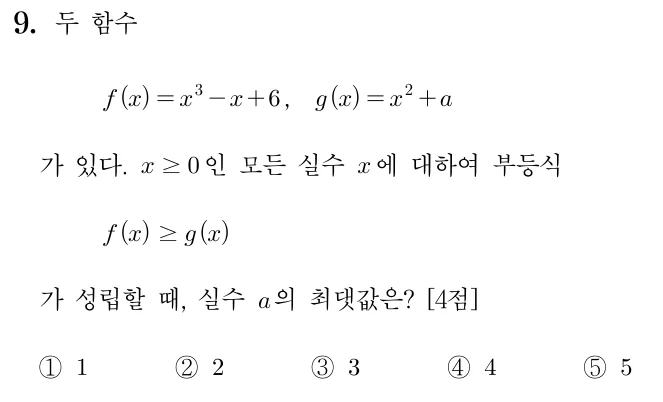 9. 두 함수
f(x)=x³-x+6, g(x)=x²+a
가 있다. x≥0인 모든 실수 x에 대하여 부등식
f(x)≥g(x)
가 성립할 때, 실수 a의 최댓값은? [4점]
① 1 ② 2 ③ 3 ④ 4 ⑤ 5